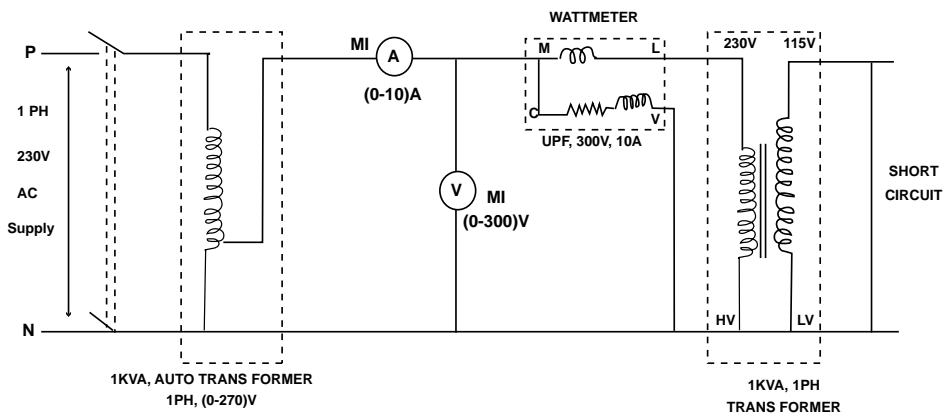 WATTMETER
P
MI
A
(0-10)A
M
L
230V
115V
1 PH
230V
AC
Supply
C
V
UPF, 300V, 10A
V
MI
(0-300)V
SHORT
CIRCUIT
N
HV
LV
1KVA, AUTO TRANS FORMER
1PH, (0-270)V
1KVA, 1PH
TRANS FORMER